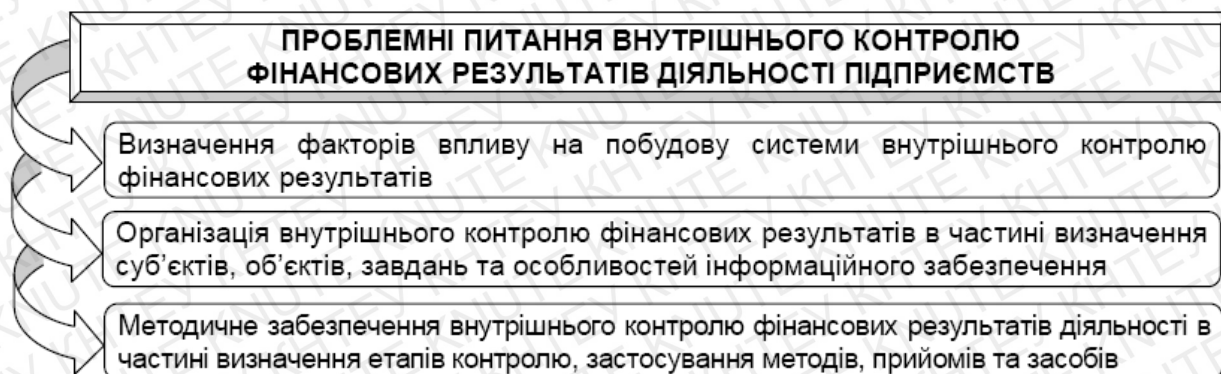 ПРОБЛЕМНІ ПИТАННЯ ВНУТРІШНЬОГО КОНТРОЛЮ
ФІНАНСОВИХ РЕЗУЛЬТАТІВ ДІЯЛЬНОСТІ ПІДПРИЄМСТВ
Визначення факторів впливу на побудову системи внутрішнього контролю
фінансових результатів
Організація внутрішнього контролю фінансових результатів в частині визначення
суб’єктів, об’єктів, завдань та особливостей інформаційного забезпечення
Методичне забезпечення внутрішнього контролю фінансових результатів діяльності в
частині визначення етапів контролю, застосування методів, прийомів та засобів